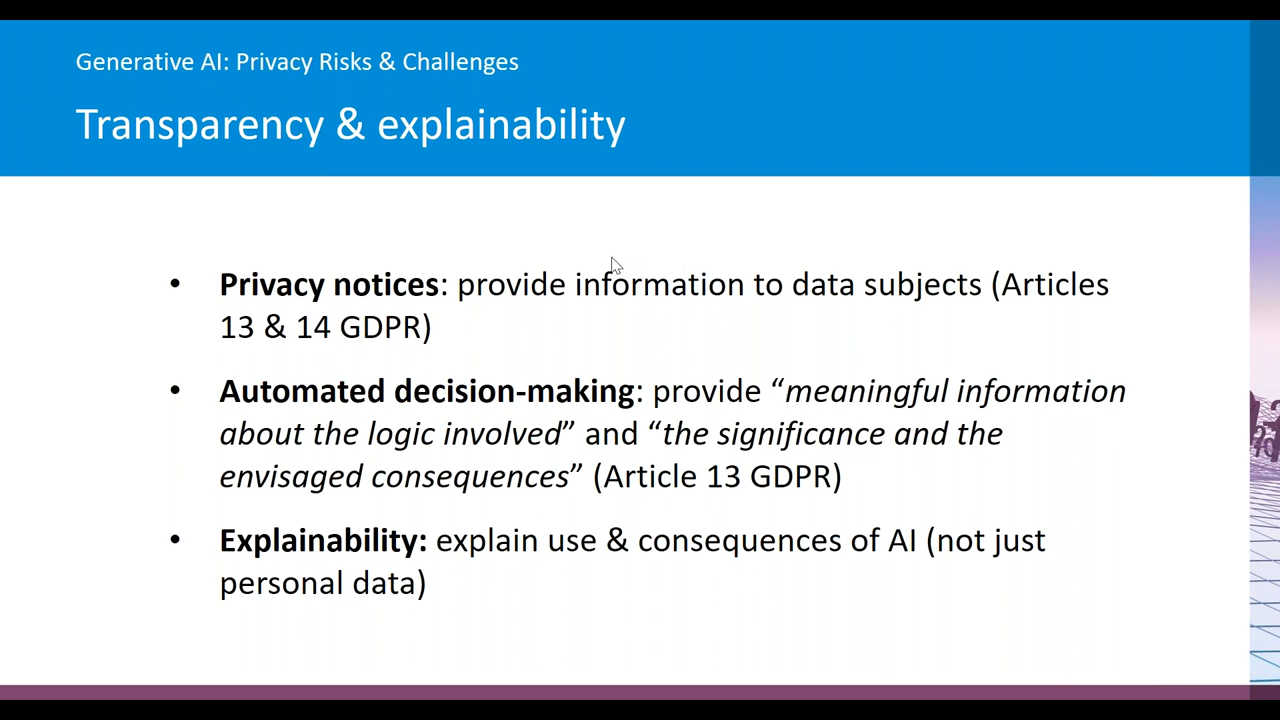 Generative AI: Privacy Risks & Challenges
Transparency & explainability
• Privacy notices: provide information to data subjects (Articles
13 & 14 GDPR)
• Automated decision-making: provide “meaningful information
about the logic involved” and “the significance and the
envisaged consequences” (Article 13 GDPR)
• Explainability: explain use & consequences of AI (not just
personal data)